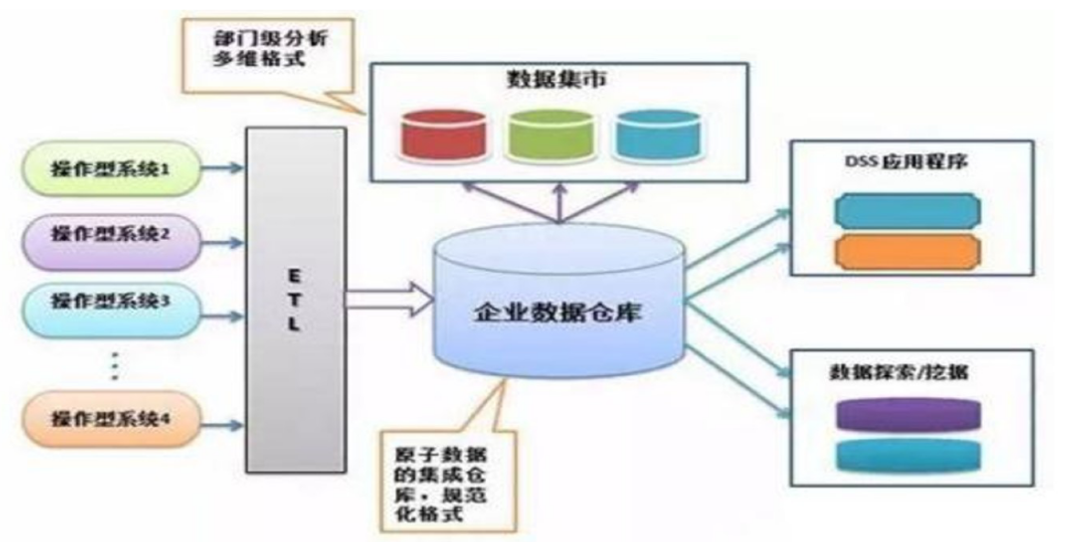 部门级分析
多维格式
数据集市
操作型系统1
操作型系统2
操作型系统3
操作型系统4
E
T
L
企业数据仓库
DSS应用程序
数据探索/挖掘
原子数据
的集成仓
库，规范
化格式